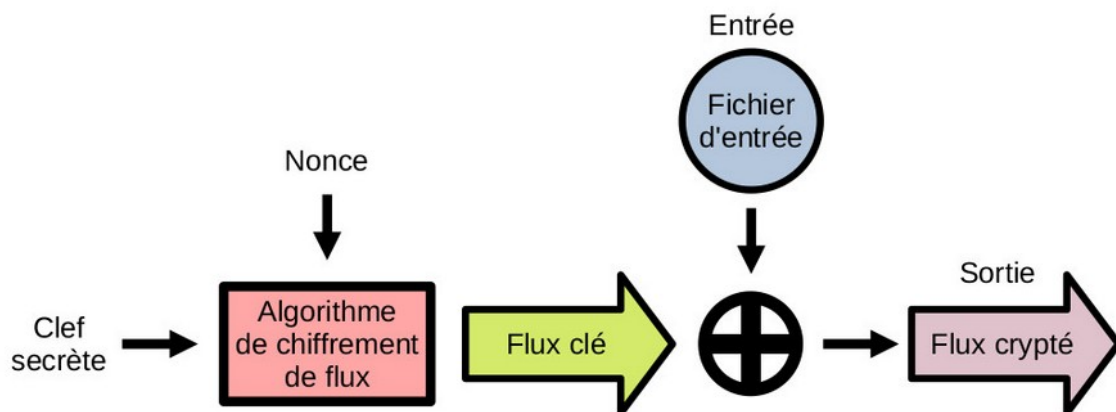 Entrée
Fichier
d'entrée
Nonce
Clef
secrète
Algorithme
de chiffrement
de flux
Flux clé
Sortie
Flux crypté